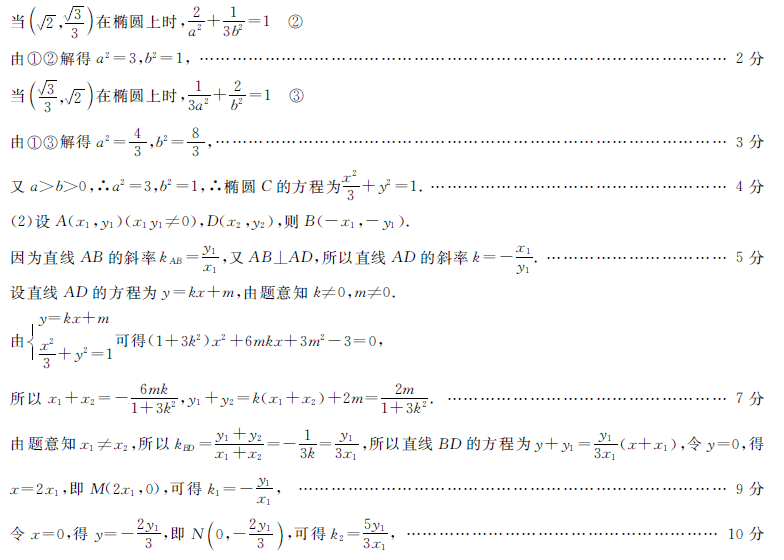 当(√2, √3/3)在椭圆上时, 2/a² + 1/(3b²) = 1 ②
由①②解得 a²=3, b²=1, …… 2 分
当(√3/3, √2)在椭圆上时, 1/(3a²) + 2/b² = 1 ③
由①③解得 a²=4/3, b²=8/3, …… 3 分
又 a>b>0, ∴a²=3, b²=1, ∴椭圆 C 的方程为 x²/3 + y² = 1. …… 4 分
(2)设 A(x₁,y₁)(x₁y₁≠0), D(x₂,y₂), 则 B(-x₁,-y₁).
因为直线 AB 的斜率 k_AB = y₁/x₁, 又 AB⊥AD, 所以直线 AD 的斜率 k = -x₁/y₁. …… 5 分
设直线 AD 的方程为 y=kx+m, 由题意知 k≠0, m≠0.
由{y=kx+m, x²/3+y²=1 可得(1+3k²)x²+6mkx+3m²-3=0,
所以 x₁+x₂ = -6mk/(1+3k²), y₁+y₂ = k(x₁+x₂)+2m = 2m/(1+3k²). …… 7 分
由题意知 x₁≠x₂, 所以 k_BD = (y₁+y₂)/(x₁+x₂) = -1/(3k) = y₁/(3x₁), 所以直线 BD 的方程为 y+y₁ = y₁/(3x₁)(x+x₁), 令 y=0, 得
x=2x₁, 即 M(2x₁,0), 可得 k₁ = -y₁/x₁, …… 9 分
令 x=0, 得 y = -2y₁/3, 即 N(0, -2y₁/3), 可得 k₂ = 5y₁/(3x₁), …… 10 分